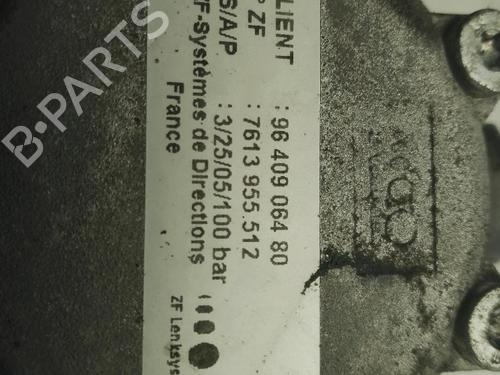 LIENT : 96 409 064 80
ZF : 7613 955.512
S/A/P : 3/25/05/100 bar
F-Systèmes de Directions
France
ZF Lenksys
B-PARTS
B-PARTS